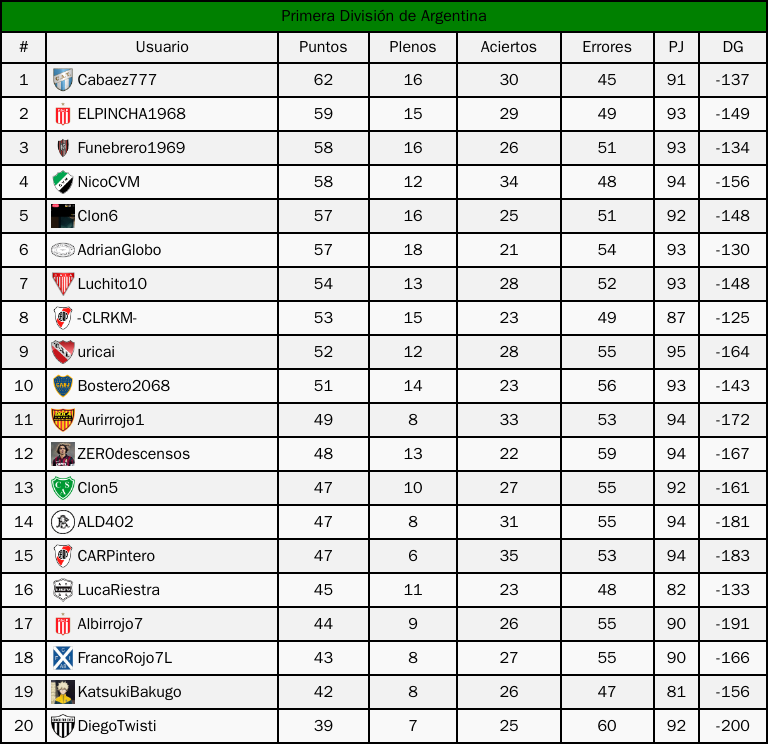 Primera División de Argentina
# Usuario Puntos Plenos Aciertos Errores PJ DG
1 Cabaez777 62 16 30 45 91 -137
2 ELPINCHA1968 59 15 29 49 93 -149
3 Funebrero1969 58 16 26 51 93 -134
4 NicoCVM 58 12 34 48 94 -156
5 Clon6 57 16 25 51 92 -148
6 AdrianGlobo 57 18 21 54 93 -130
7 Luchito10 54 13 28 52 93 -148
8 -CLRKM- 53 15 23 49 87 -125
9 uricai 52 12 28 55 95 -164
10 Bostero2068 51 14 23 56 93 -143
11 Aurirrojo1 49 8 33 53 94 -172
12 ZEROdescensos 48 13 22 59 94 -167
13 Clon5 47 10 27 55 92 -161
14 ALD402 47 8 31 55 94 -181
15 CARPintero 47 6 35 53 94 -183
16 LucaRiestra 45 11 23 48 82 -133
17 Albirrojo7 44 9 26 55 90 -191
18 FrancoRojo7L 43 8 27 55 90 -166
19 KatsukiBakugo 42 8 26 47 81 -156
20 DiegoTwisti 39 7 25 60 92 -200